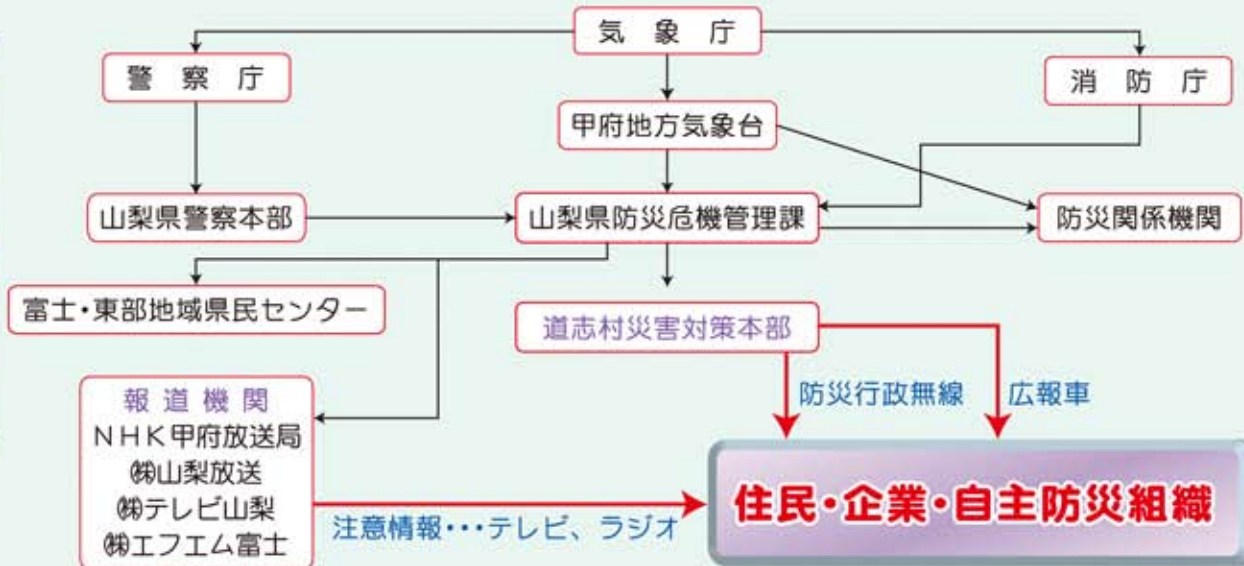 気象庁
警察庁
消防庁
甲府地方気象台
山梨県警察本部
山梨県防災危機管理課
防災関係機関
富士・東部地域県民センター
道志村災害対策本部
防災行政無線
広報車
報道機関
NHK甲府放送局
㈱山梨放送
㈱テレビ山梨
㈱エフエム富士
注意情報・・・テレビ、ラジオ
住民・企業・自主防災組織